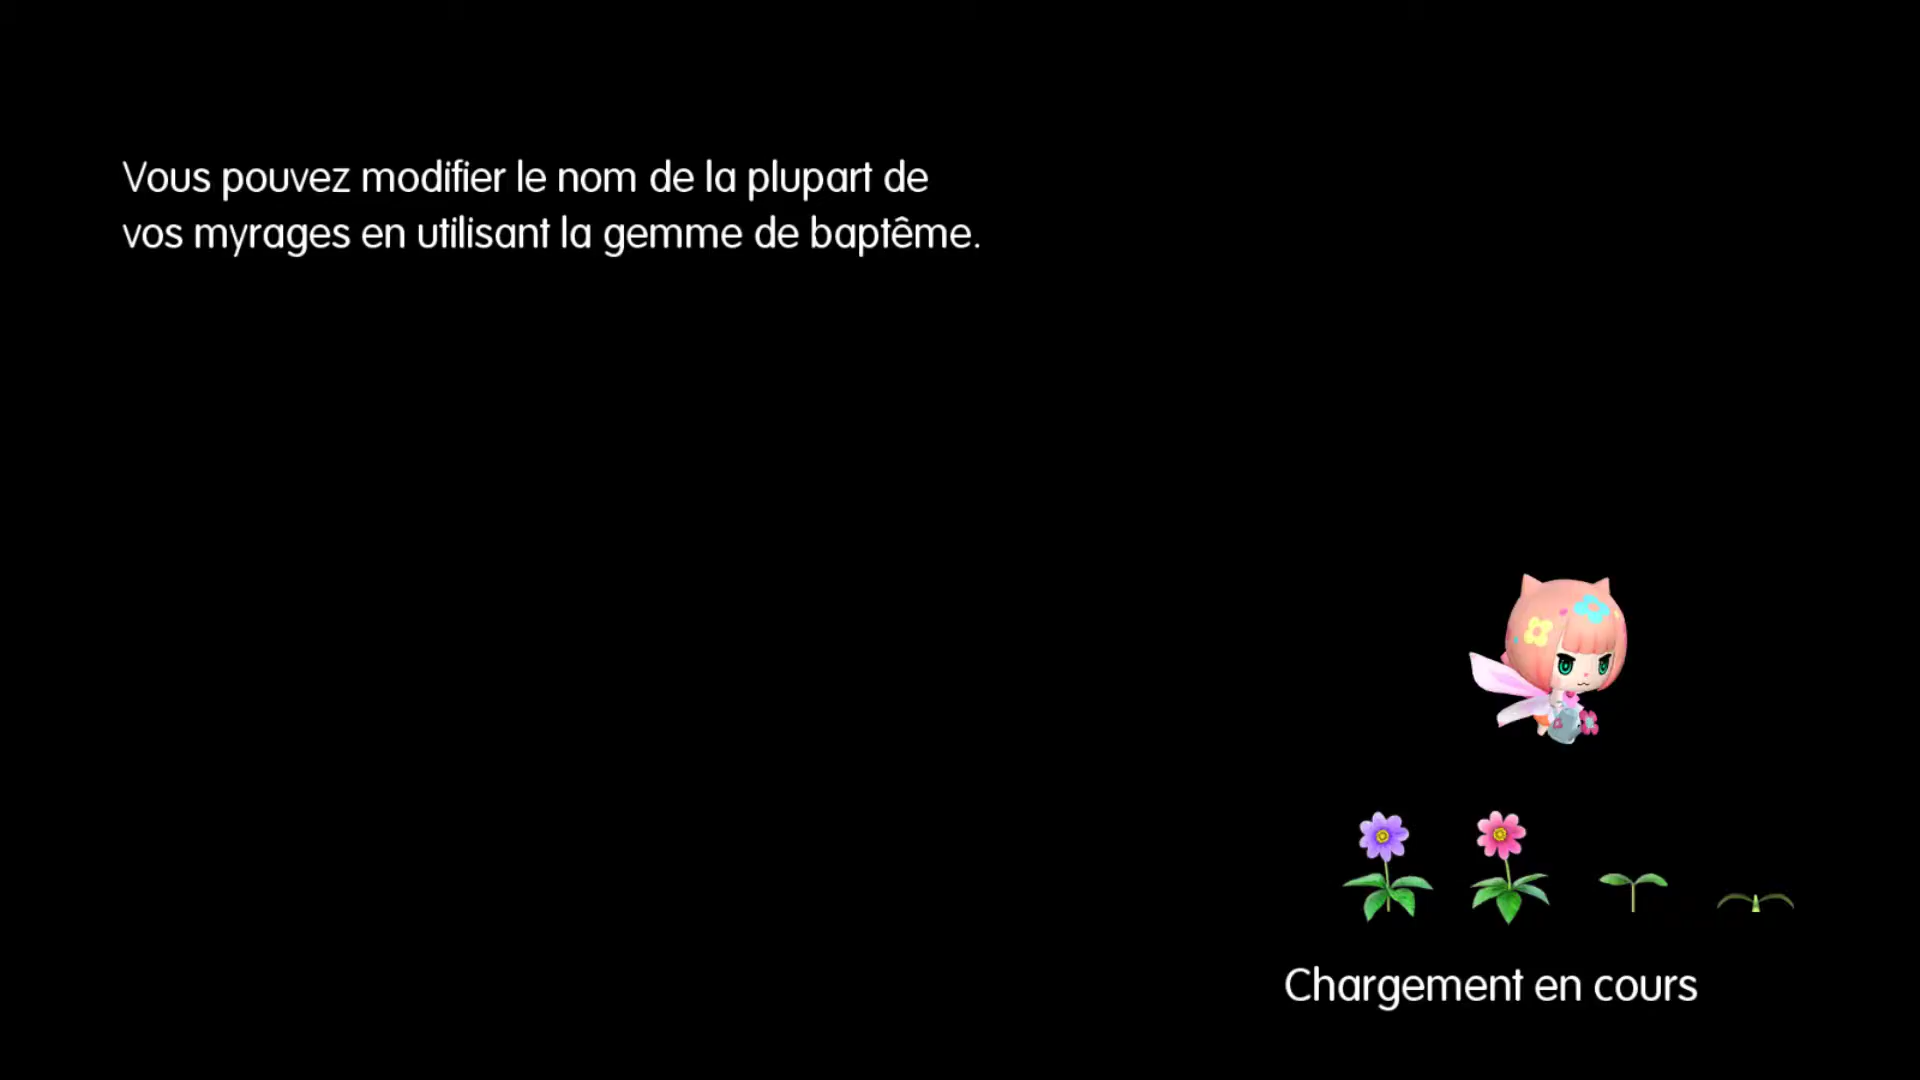 Vous pouvez modifier le nom de la plupart de
vos myrages en utilisant la gemme de baptême.
Chargement en cours